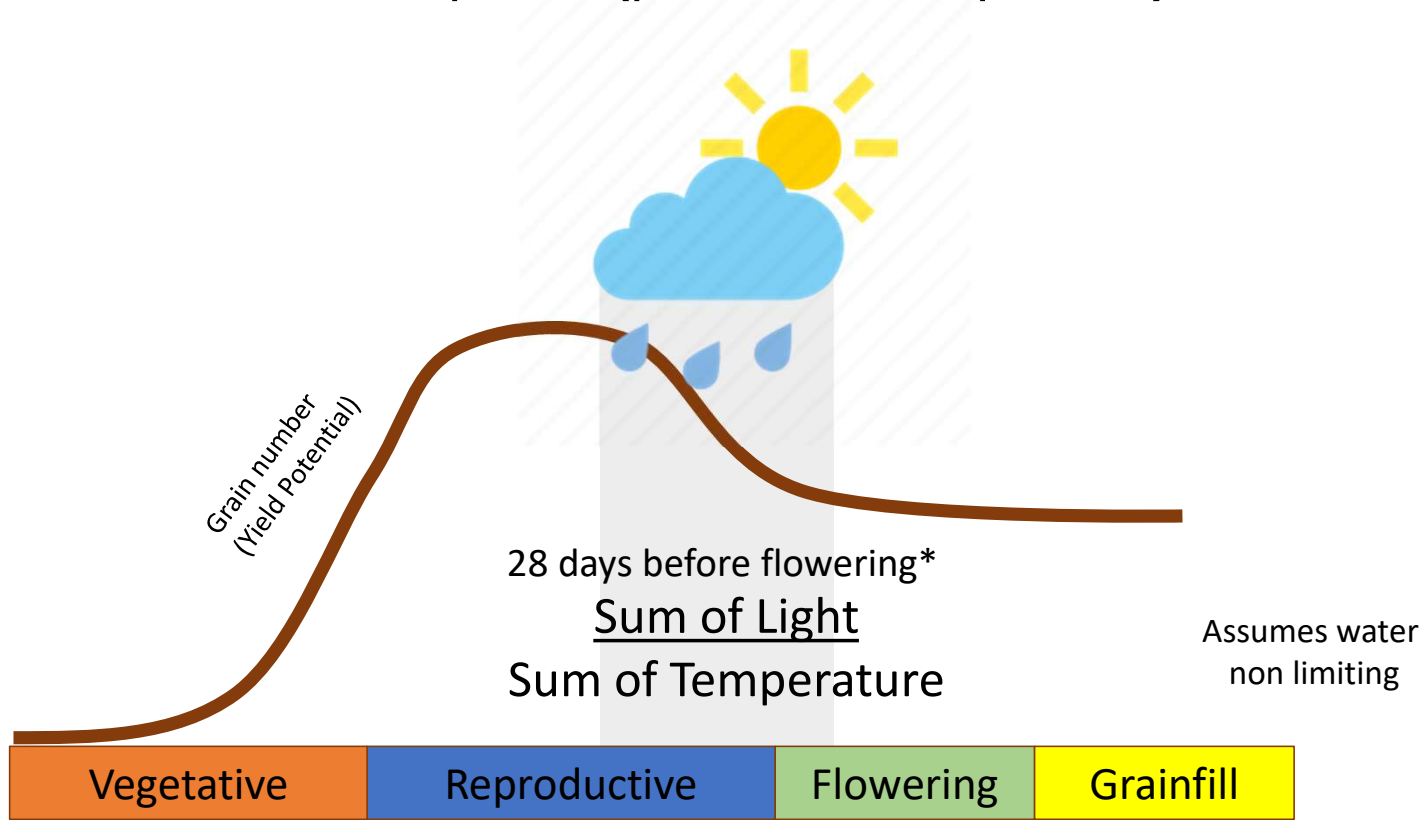 Grain number
(Yield Potential)
28 days before flowering*
Sum of Light
Sum of Temperature
Assumes water
non limiting
Vegetative
Reproductive
Flowering
Grainfill